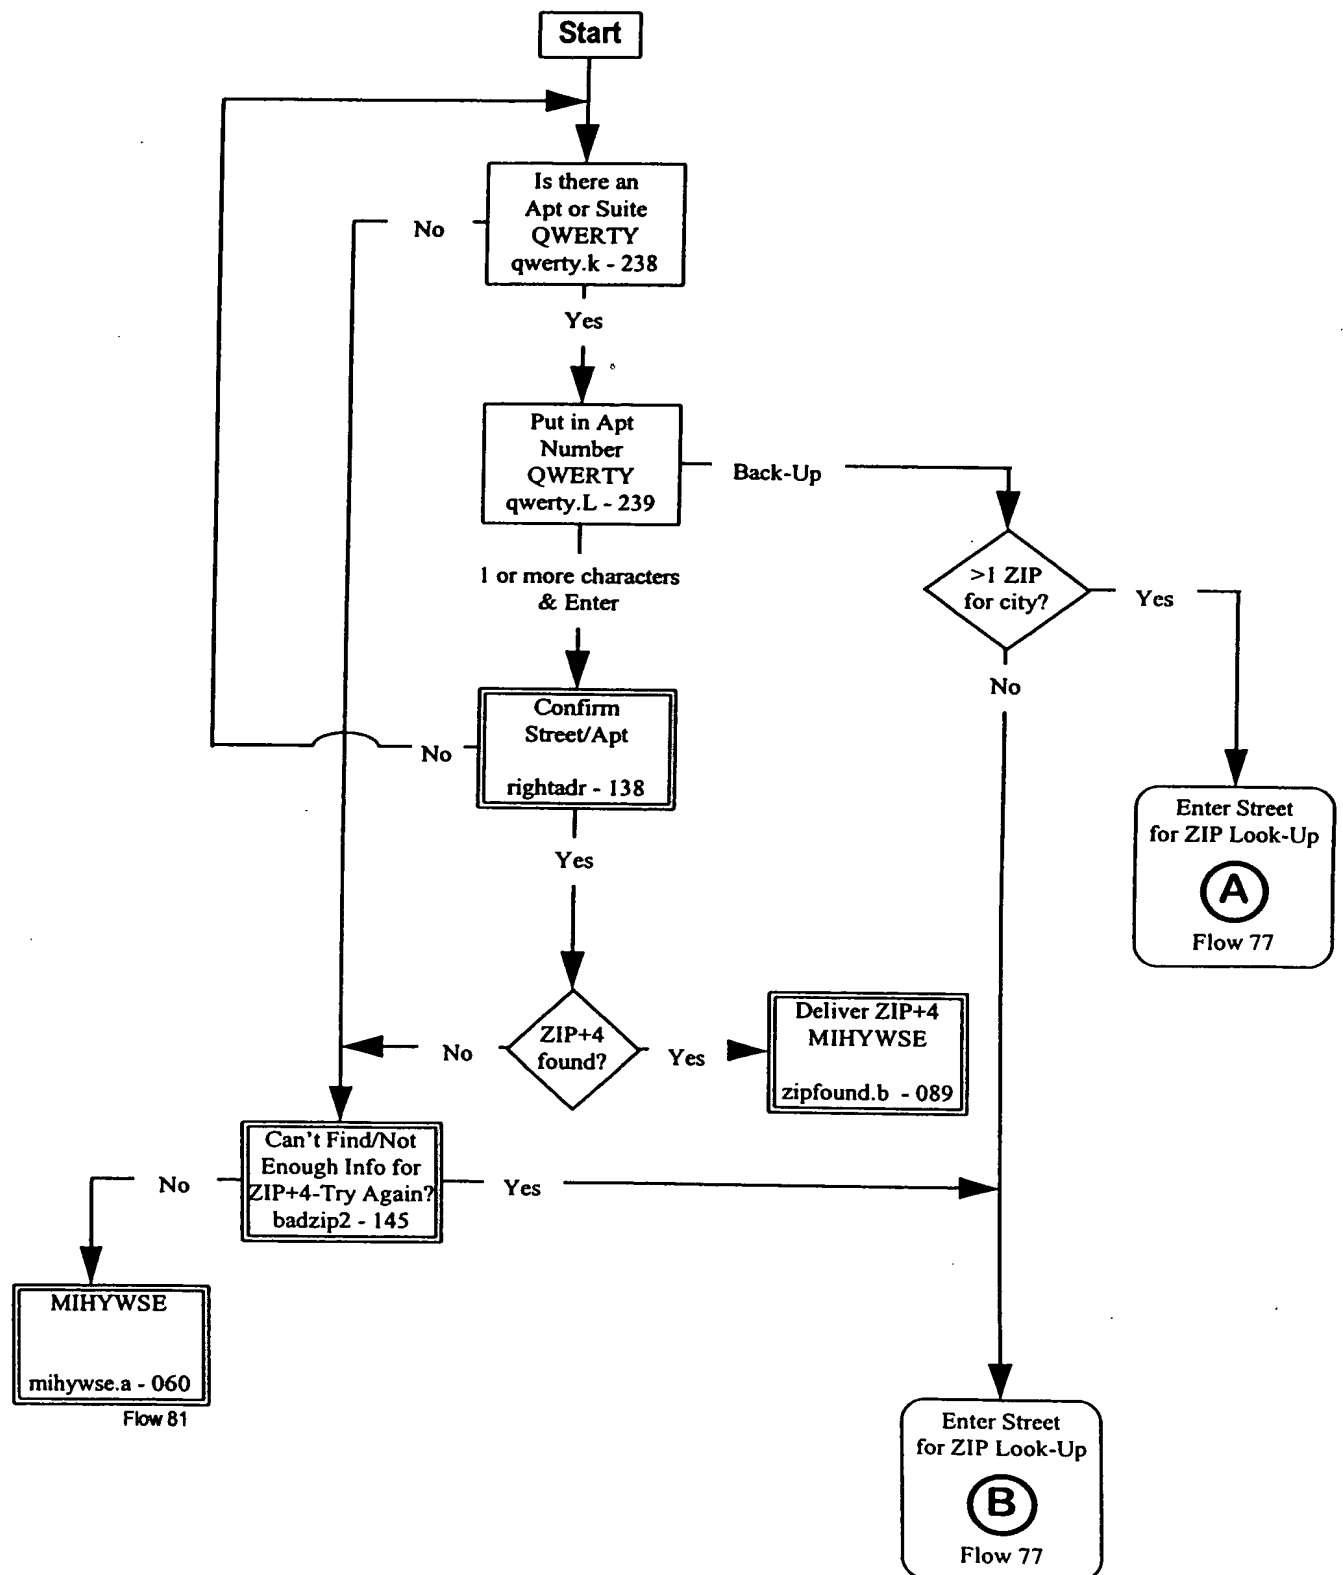 Start
Is there an
Apt or Suite
QWERTY
qwerty.k - 238
No
Yes
Put in Apt
Number
QWERTY
qwerty.L - 239
Back-Up
1 or more characters
& Enter
>1 ZIP
for city?
Yes
No
Confirm
Street/Apt
rightadr - 138
No
Yes
Enter Street
for ZIP Look-Up
A
Flow 77
ZIP+4
found?
No
Yes
Deliver ZIP+4
MIHYWSE
zipfound.b - 089
Can't Find/Not
Enough Info for
ZIP+4-Try Again?
badzip2 - 145
No
Yes
MIHYWSE
mihywse.a - 060
Flow 81
Enter Street
for ZIP Look-Up
B
Flow 77